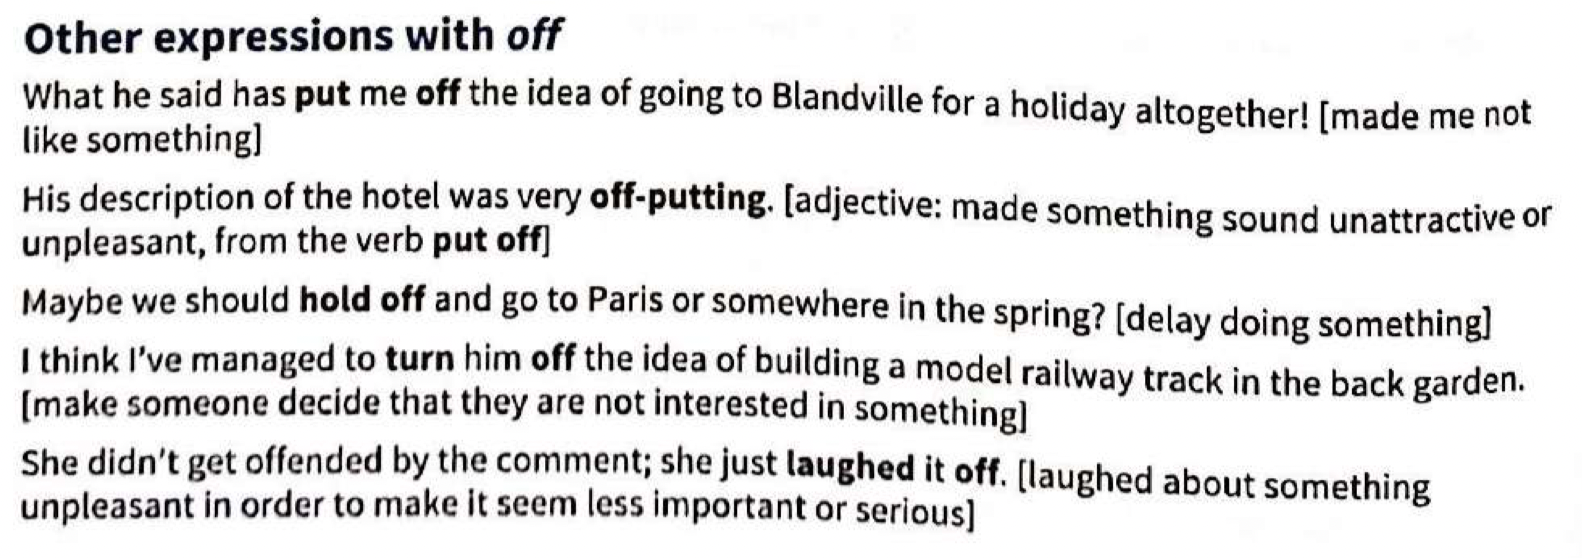 Other expressions with off
What he said has put me off the idea of going to Blandville for a holiday altogether! [made me not
like something]
His description of the hotel was very off-putting. [adjective: made something sound unattractive or
unpleasant, from the verb put off]
Maybe we should hold off and go to Paris or somewhere in the spring? [delay doing something]
I think I've managed to turn him off the idea of building a model railway track in the back garden.
[make someone decide that they are not interested in something]
She didn't get offended by the comment; she just laughed it off. [laughed about something
unpleasant in order to make it seem less important or serious]